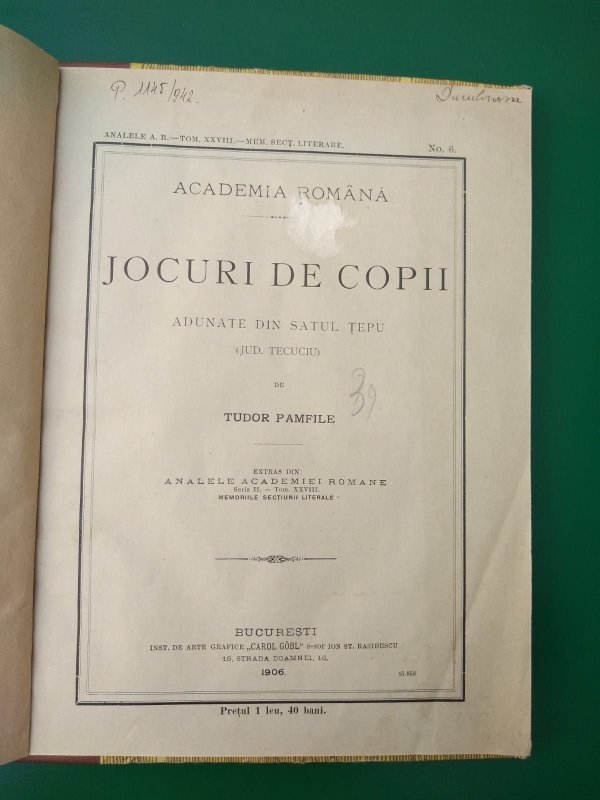 P. 1145/942.
ANALELE A. R.—TOM. XXVIII.—MEM. SECȚ. LITERARE.
No. 6.
ACADEMIA ROMÂNĂ
JOCURI DE COPII
ADUNATE DIN SATUL ȚEPU
(JUD. TECUCIU)
DE
39
TUDOR PAMFILE
EXTRAS DIN:
ANALELE ACADEMIEI ROMANE
Seria II. — Tom. XXVIII.
MEMORIILE SECȚIUNII LITERALE
BUCUREȘTI
INST. DE ARTE GRAFICE „CAROL GÖBL" S-sor ION ST. RASIDESCU
16, STRADA DOAMNEI, 16,
1906.
15.858
Prețul 1 leu, 40 bani.